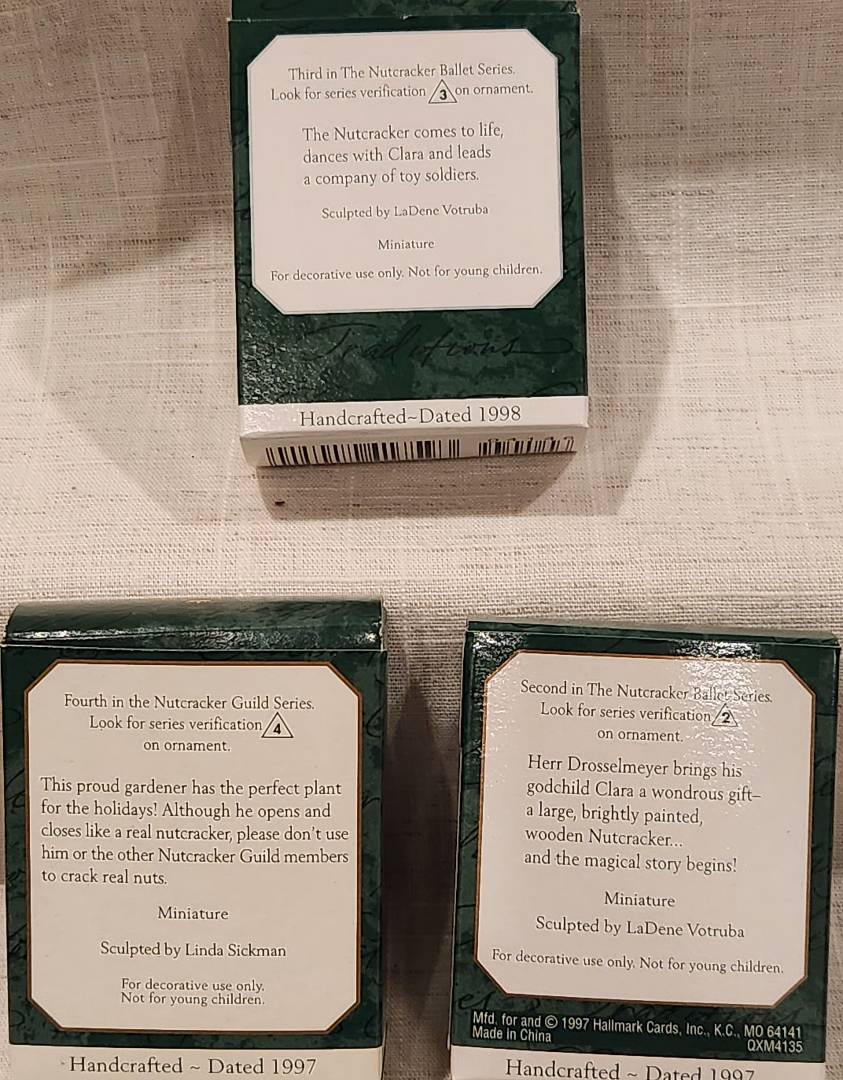 Third in The Nutcracker Ballet Series.
Look for series verification 3 on ornament.
The Nutcracker comes to life,
dances with Clara and leads
a company of toy soldiers.
Sculpted by LaDene Votruba
Miniature
For decorative use only. Not for young children.
Traditions
Handcrafted~Dated 1998
Fourth in the Nutcracker Guild Series.
Look for series verification 4
on ornament.
This proud gardener has the perfect plant
for the holidays! Although he opens and
closes like a real nutcracker, please don't use
him or the other Nutcracker Guild members
to crack real nuts.
Miniature
Sculpted by Linda Sickman
For decorative use only.
Not for young children.
Handcrafted ~ Dated 1997
Second in The Nutcracker Ballet Series.
Look for series verification 2
on ornament.
Herr Drosselmeyer brings his
godchild Clara a wondrous gift–
a large, brightly painted,
wooden Nutcracker...
and the magical story begins!
Miniature
Sculpted by LaDene Votruba
For decorative use only. Not for young children.
Mfd. for and © 1997 Hallmark Cards, Inc., K.C., MO 64141
Made in China
QXM4135
Handcrafted ~ Dated 1997